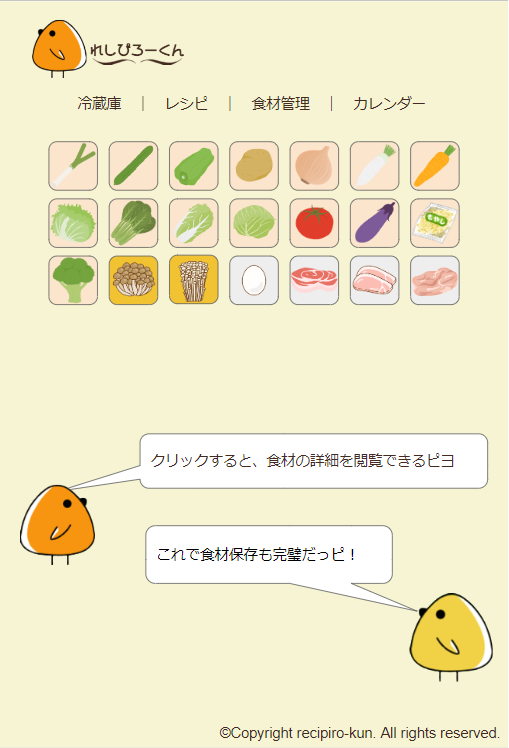 れしぴろーくん
冷蔵庫 | レシピ | 食材管理 | カレンダー
もやし
クリックすると、食材の詳細を閲覧できるピヨ
これで食材保存も完璧だっピ！
©Copyright recipiro-kun. All rights reserved.